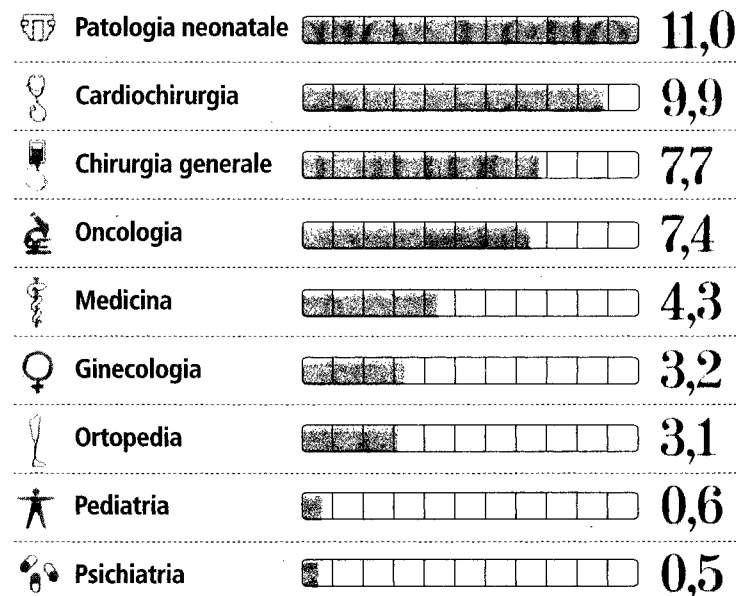 Patologia neonatale 11,0
Cardiochirurgia 9,9
Chirurgia generale 7,7
Oncologia 7,4
Medicina 4,3
Ginecologia 3,2
Ortopedia 3,1
Pediatria 0,6
Psichiatria 0,5